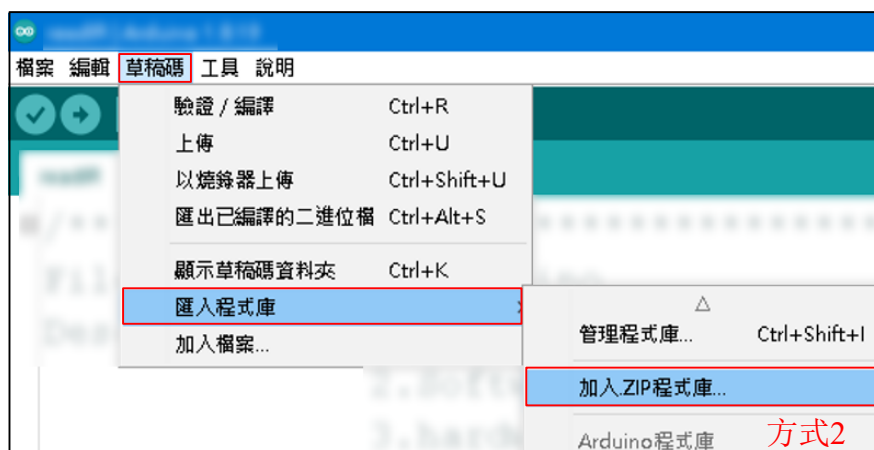 檔案 編輯 草稿碼 工具 說明
驗證 / 編譯 Ctrl+R
上傳 Ctrl+U
以燒錄器上傳 Ctrl+Shift+U
匯出已編譯的二進位檔 Ctrl+Alt+S
顯示草稿碼資料夾 Ctrl+K
匯入程式庫
加入檔案...
管理程式庫... Ctrl+Shift+I
加入.ZIP程式庫...
Arduino程式庫
方式2